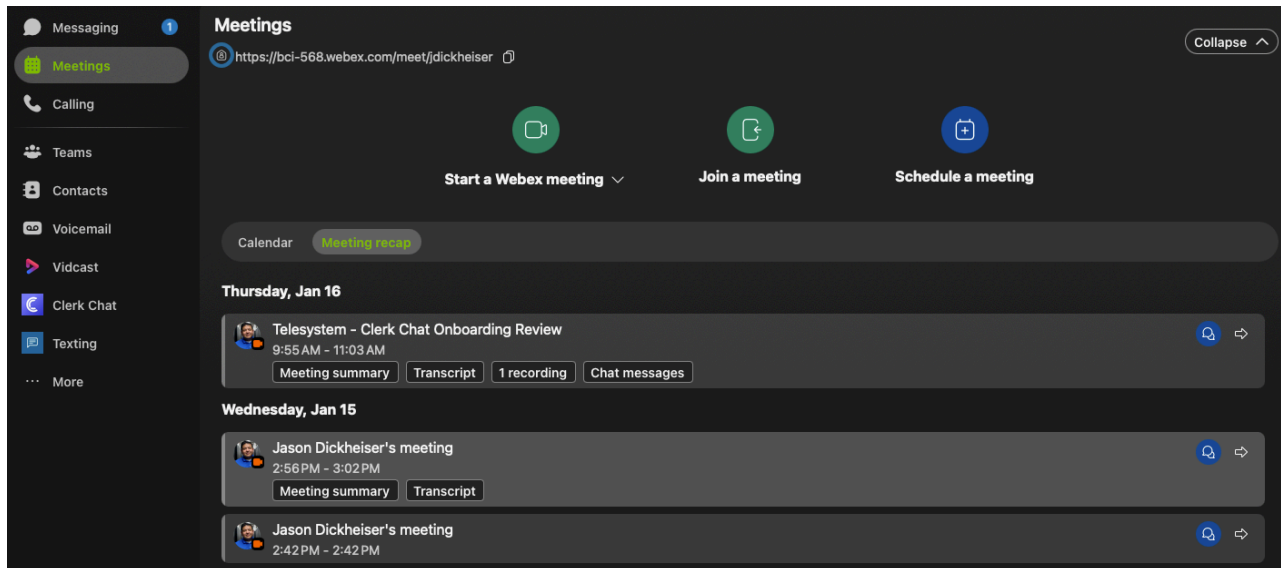 Messaging 1
Meetings
Calling
Teams
Contacts
Voicemail
Vidcast
Clerk Chat
Texting
More
Meetings
https://bci-568.webex.com/meet/jdickheiser
Collapse
Start a Webex meeting
Join a meeting
Schedule a meeting
Calendar
Meeting recap
Thursday, Jan 16
Telesystem - Clerk Chat Onboarding Review
9:55 AM - 11:03 AM
Meeting summary Transcript 1 recording Chat messages
Wednesday, Jan 15
Jason Dickheiser's meeting
2:56 PM - 3:02 PM
Meeting summary Transcript
Jason Dickheiser's meeting
2:42 PM - 2:42 PM